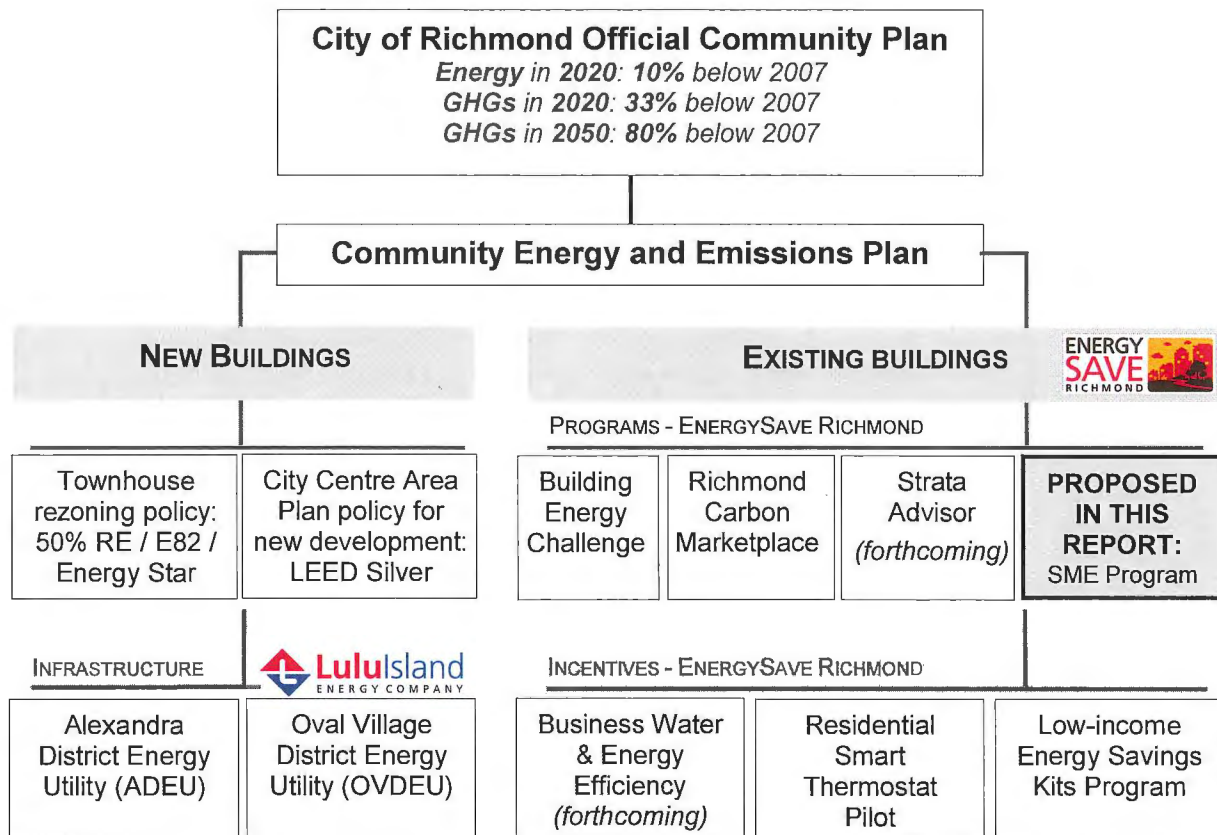 City of Richmond Official Community Plan
Energy in 2020: 10% below 2007
GHGs in 2020: 33% below 2007
GHGs in 2050: 80% below 2007
Community Energy and Emissions Plan
NEW BUILDINGS
EXISTING BUILDINGS
ENERGY
SAVE
RICHMOND
PROGRAMS - ENERGYSAVE RICHMOND
Townhouse
rezoning policy:
50% RE / E82 /
Energy Star
City Centre Area
Plan policy for
new development:
LEED Silver
Building
Energy
Challenge
Richmond
Carbon
Marketplace
Strata
Advisor
(forthcoming)
PROPOSED
IN THIS
REPORT:
SME Program
INFRASTRUCTURE
LuluIsland
ENERGY COMPANY
INCENTIVES - ENERGYSAVE RICHMOND
Alexandra
District Energy
Utility (ADEU)
Oval Village
District Energy
Utility (OVDEU)
Business Water
& Energy
Efficiency
(forthcoming)
Residential
Smart
Thermostat
Pilot
Low-income
Energy Savings
Kits Program